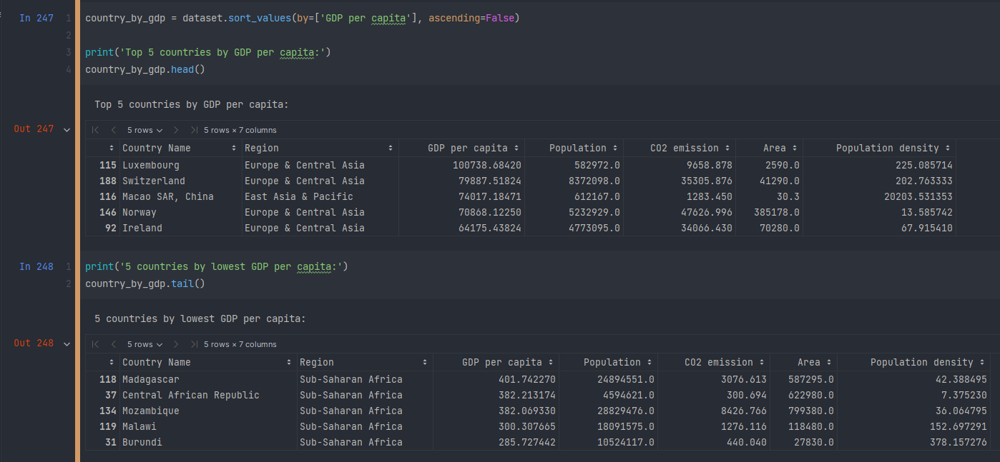 In 247 1 country_by_gdp = dataset.sort_values(by=['GDP per capita'], ascending=False)
2
3 print('Top 5 countries by GDP per capita:')
4 country_by_gdp.head()
Top 5 countries by GDP per capita:
Out 247 5 rows 5 rows × 7 columns
Country Name Region GDP per capita Population CO2 emission Area Population density
115 Luxembourg Europe & Central Asia 100738.68420 582972.0 9658.878 2590.0 225.085714
188 Switzerland Europe & Central Asia 79887.51824 8372098.0 35305.876 41290.0 202.763333
116 Macao SAR, China East Asia & Pacific 74017.18471 612167.0 1283.450 30.3 20203.531353
146 Norway Europe & Central Asia 70868.12250 5232929.0 47626.996 385178.0 13.585742
92 Ireland Europe & Central Asia 64175.43824 4773095.0 34066.430 70280.0 67.915410
In 248 1 print('5 countries by lowest GDP per capita:')
2 country_by_gdp.tail()
5 countries by lowest GDP per capita:
Out 248 5 rows 5 rows × 7 columns
Country Name Region GDP per capita Population CO2 emission Area Population density
118 Madagascar Sub-Saharan Africa 401.742270 24894551.0 3076.613 587295.0 42.388495
37 Central African Republic Sub-Saharan Africa 382.213174 4594621.0 300.694 622980.0 7.375230
134 Mozambique Sub-Saharan Africa 382.069330 28829476.0 8426.766 799380.0 36.064795
119 Malawi Sub-Saharan Africa 300.307665 18091575.0 1276.116 118480.0 152.697291
31 Burundi Sub-Saharan Africa 285.727442 10524117.0 440.040 27830.0 378.157276